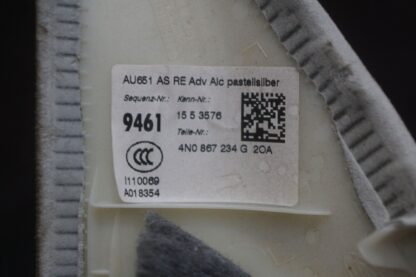 AU651 AS RE Adv Alc pastellsilber
Sequenz-Nr.: Kenn-Nr.:
9461 15 5 3576
Teile-Nr.:
4N0 867 234 G 2OA
CCC
I110069
A018354